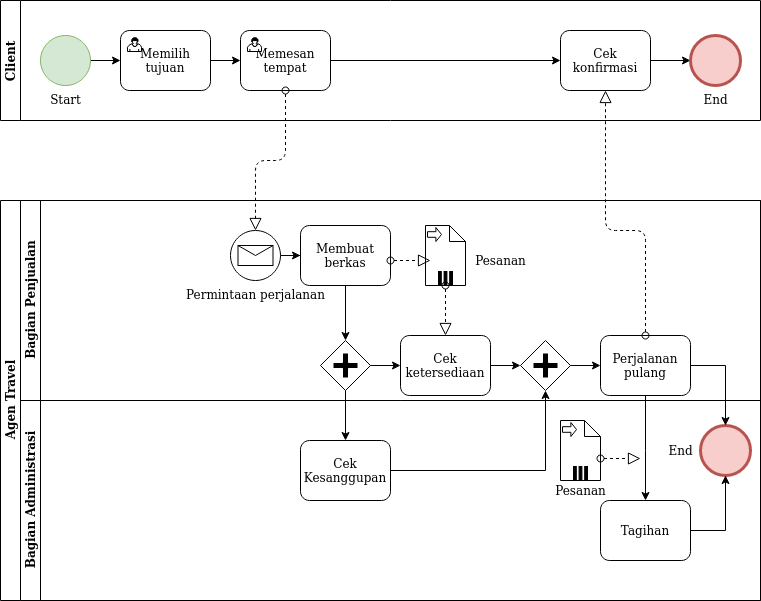 Client
Start
Memilih
tujuan
Memesan
tempat
Cek
konfirmasi
End
Agen Travel
Bagian Penjualan
Permintaan perjalanan
Membuat
berkas
Pesanan
Cek
ketersediaan
Perjalanan
pulang
Bagian Administrasi
Cek
Kesanggupan
Pesanan
End
Tagihan